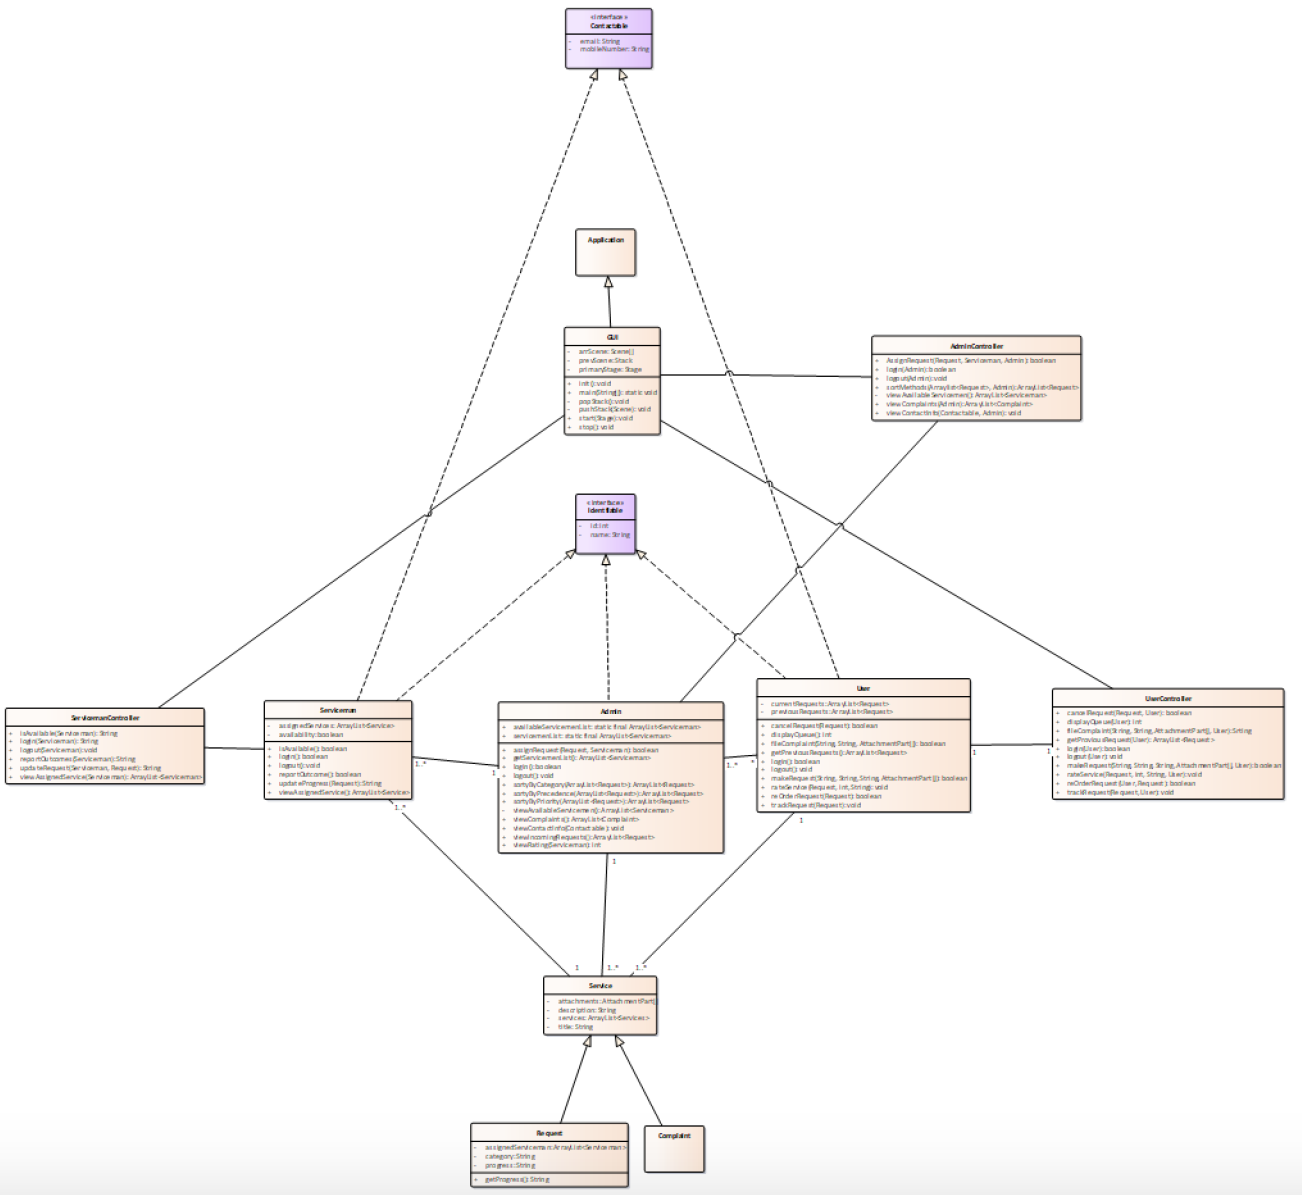 «interface»
Contactable
- email: String
- mobileNumber: String
Application
GUI
- arrScene: Scene[]
- prevScene: Stack
- primaryStage: Stage
+ init(): void
+ main(String[]): static void
- popStack(): void
- pushStack(Scene): void
+ start(Stage): void
+ stop(): void
AdminController
+ AssignRequest(Request, Serviceman, Admin): boolean
+ login(Admin): boolean
+ logout(Admin): void
+ sortMethods(Arraylist<Request>, Admin): ArrayList<Request>
- viewAvailableServicemen(): ArrayList<Serviceman>
+ viewComplaints(Admin): ArrayList<Complaint>
+ viewContactInfo(Contactable, Admin): void
«interface»
Identifiable
- id: int
- name: String
ServicemanController
+ isAvailable(Serviceman): String
+ login(Serviceman): String
+ logout(Serviceman): void
+ reportOutcomes(Serviceman): String
+ updateRequest(Serviceman, Request): String
+ viewAssignedService(Serviceman): ArrayList<Serviceman>
Serviceman
- assignedServices: ArrayList<Service>
- availability: boolean
+ isAvailable(): boolean
+ login(): boolean
+ logout(): void
+ reportOutcome(): boolean
+ updateProgress(Request): String
+ viewAssignedService(): ArrayList<Service>
Admin
+ availableServicemenList: static final ArrayList<Serviceman>
+ servicemenList: static final ArrayList<Serviceman>
+ assignRequest(Request, Serviceman): boolean
+ getServicemenList(): ArrayList<Serviceman>
+ login(): boolean
+ logout(): void
+ sortyByCategory(ArrayList<Request>): ArrayList<Request>
+ sortyByPrecedence(ArrayList<Request>): ArrayList<Request>
+ sortyByPriority(ArrayList<Request>): ArrayList<Request>
- viewAvailableServicemen(): ArrayList<Serviceman>
+ viewComplaints(): ArrayList<Complaint>
+ viewContactInfo(Contactable): void
+ viewIncomingRequests(): ArrayList<Request>
+ viewRating(Serviceman): int
User
- currentRequests: ArrayList<Request>
- previousRequests: ArrayList<Request>
+ cancelRequest(Request): boolean
+ displayQueue(): int
+ fileComplaint(String, String, AttachmentPart[]): boolean
+ getPreviousRequests(): ArrayList<Request>
+ login(): boolean
+ logout(): void
+ makeRequest(String, String, String, AttachmentPart[]): boolean
+ rateService(Request, int, String): void
+ reOrderRequest(Request): boolean
+ trackRequest(Request): void
UserController
+ cancelRequest(Request, User): boolean
+ displayQueue(User): int
+ fileComplaint(String, String, AttachmentPart[], User): String
+ getPreviousRequest(User): ArrayList<Request>
+ login(User): boolean
+ logout(User): void
+ makeRequest(String, String, String, AttachmentPart[], User): boolean
+ rateService(Request, int, String, User): void
+ reOrderRequest(User, Request): boolean
+ trackRequest(Request, User): void
1..*
1
1..*
*
1
1
1..*
1
1
1
1..*
1..*
Service
- attachments: AttachmentPart[]
- description: String
- services: ArrayList<Services>
- title: String
Request
- assignedServiceman: ArrayList<Serviceman>
- category: String
- progress: String
+ getProgress(): String
Complaint